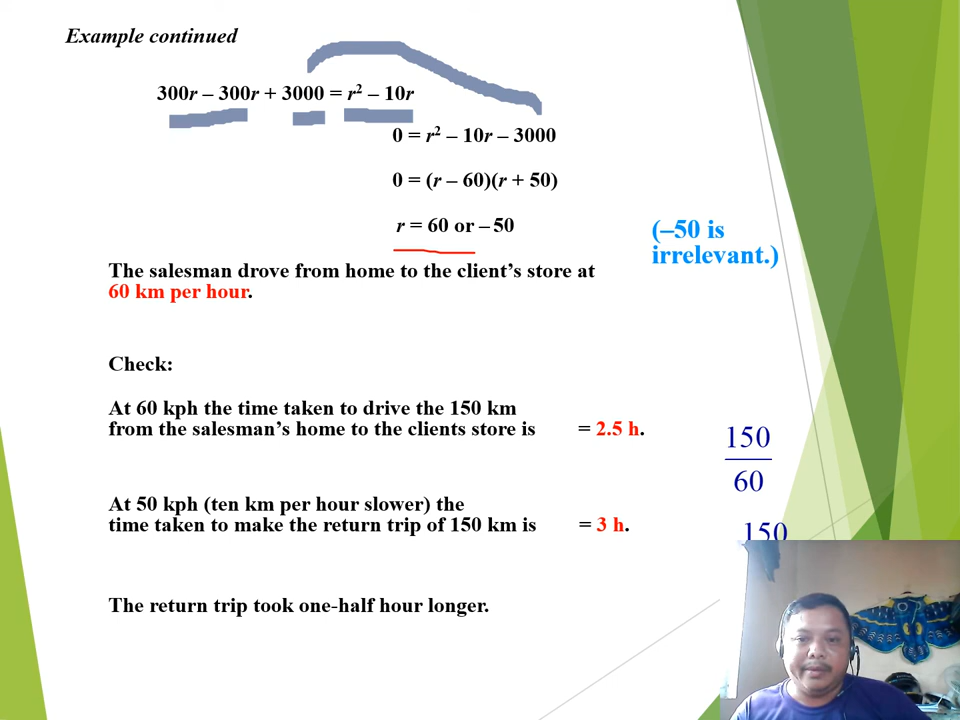 Example continued
300r – 300r + 3000 = r² – 10r
0 = r² – 10r – 3000
0 = (r – 60)(r + 50)
r = 60 or – 50
(–50 is
irrelevant.)
The salesman drove from home to the client’s store at
60 km per hour.
Check:
At 60 kph the time taken to drive the 150 km
from the salesman’s home to the clients store is = 2.5 h.
150
60
At 50 kph (ten km per hour slower) the
time taken to make the return trip of 150 km is = 3 h.
150
The return trip took one-half hour longer.